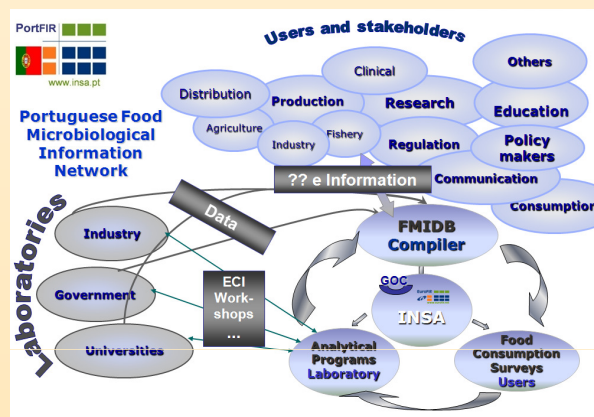 PortFIR
www.insa.pt
Users and stakeholders
Portuguese Food
Microbiological
Information
Network
Distribution
Agriculture
Production
Industry
Clinical
Fishery
Research
Regulation
Others
Education
Policy
makers
Communication
Consumption
?? e Information
Data
Laboratories
Industry
Government
Universities
ECI
Work-
shops
...
FMIDB
Compiler
GOC
PortFIR
INSA
Analytical
Programs
Laboratory
Food
Consumption
Surveys
Users